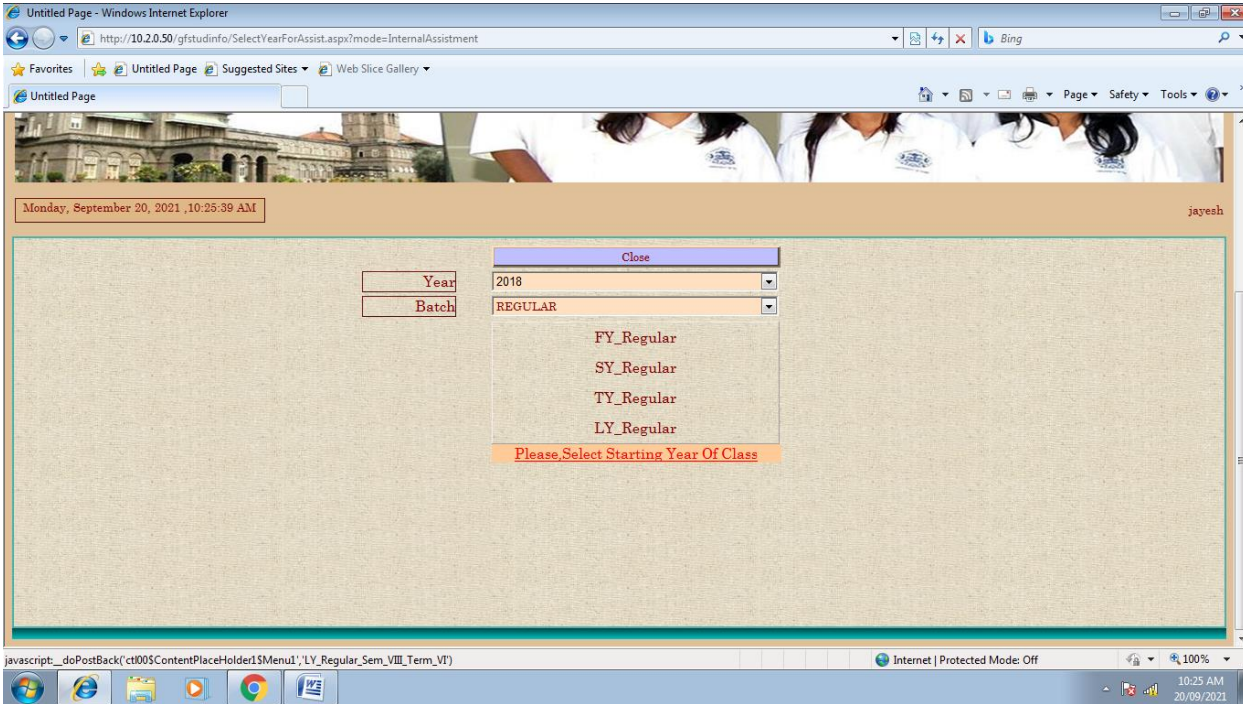 Untitled Page - Windows Internet Explorer
http://10.2.0.50/gfstudinfo/SelectYearForAssist.aspx?mode=InternalAssistment
Bing
Favorites Untitled Page Suggested Sites Web Slice Gallery
Untitled Page
Page Safety Tools
Monday, September 20, 2021 ,10:25:39 AM
jayesh
Close
Year 2018
Batch REGULAR
FY_Regular
SY_Regular
TY_Regular
LY_Regular
Please,Select Starting Year Of Class
javascript:__doPostBack('ctl00$ContentPlaceHolder1$Menu1','LY_Regular_Sem_VIII_Term_VI')
Internet | Protected Mode: Off
100%
10:25 AM
20/09/2021